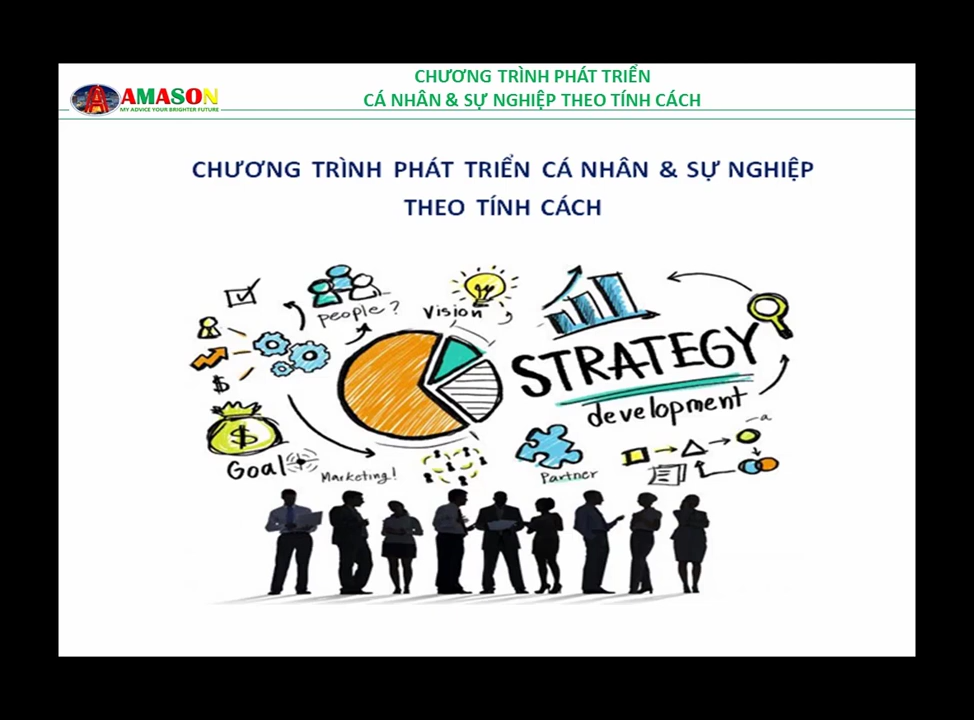 CHƯƠNG TRÌNH PHÁT TRIỂN
CÁ NHÂN & SỰ NGHIỆP THEO TÍNH CÁCH
AMASON
MY ADVICE YOUR BRIGHTER FUTURE
CHƯƠNG TRÌNH PHÁT TRIỂN CÁ NHÂN & SỰ NGHIỆP
THEO TÍNH CÁCH
people?
Vision
STRATEGY
development
$
$
a
Goal
Marketing!
Partner